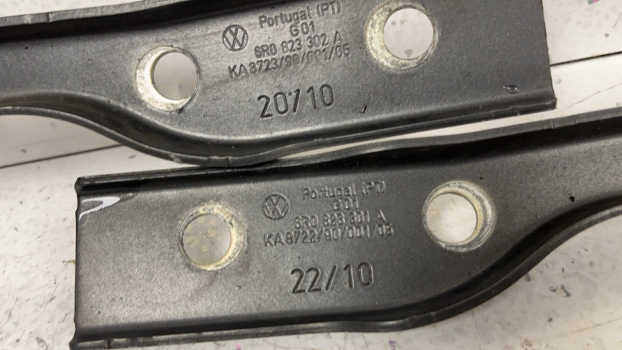 Portugal (PT)
G01
6R0 823 302 A
KA 8723/90/001/05
20/10
Portugal (PT)
G01
6R0 823 301 A
KA 8722/90/001/05
22/10